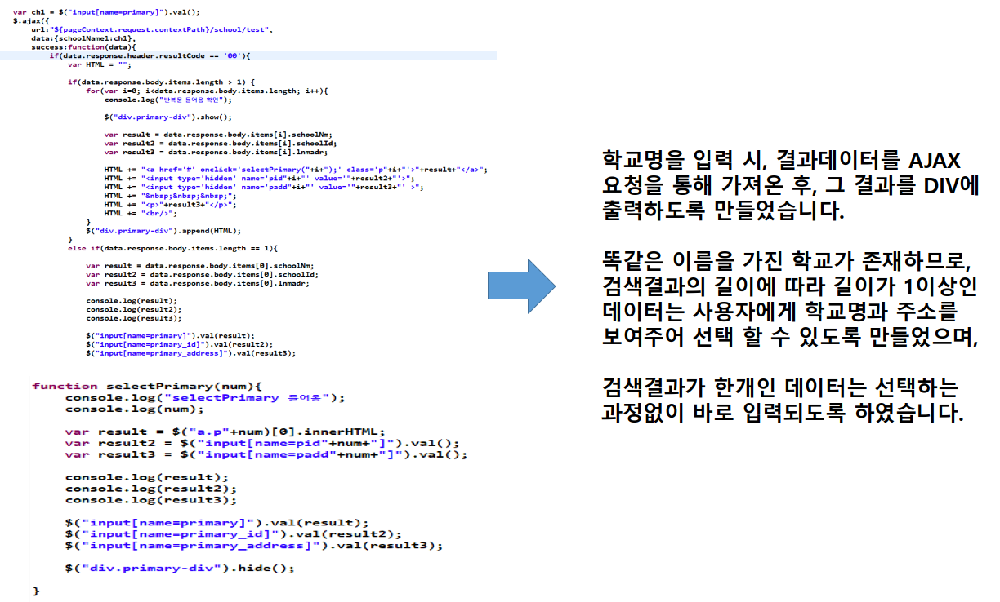 var ch1 = $("input[name=primary]").val();
$.ajax({
url:"${pageContext.request.contextPath}/school/test",
data:{schoolName1:ch1},
success:function(data){
if(data.response.header.resultCode == '00'){
var HTML = "";
if(data.response.body.items.length > 1) {
for(var i=0; i<data.response.body.items.length; i++){
console.log("반복문 들어옴 확인");
$("div.primary-div").show();
var result = data.response.body.items[i].schoolNm;
var result2 = data.response.body.items[i].schoolId;
var result3 = data.response.body.items[i].lnmadr;
HTML += "<a href='#' onclick='selectPrimary("+i+");' class='p"+i+"'>"+result+"</a>";
HTML += "<input type='hidden' name='pid"+i+"' value='"+result2+"'>";
HTML += "<input type='hidden' name='padd"+i+"' value='"+result3+"' >";
HTML += "&nbsp;&nbsp;&nbsp;";
HTML += "<p>"+result3+"</p>";
HTML += "<br/>";
}
$("div.primary-div").append(HTML);
}
else if(data.response.body.items.length == 1){
var result = data.response.body.items[0].schoolNm;
var result2 = data.response.body.items[0].schoolId;
var result3 = data.response.body.items[0].lnmadr;
console.log(result);
console.log(result2);
console.log(result3);
$("input[name=primary]").val(result);
$("input[name=primary_id]").val(result2);
$("input[name=primary_address]").val(result3);
function selectPrimary(num){
console.log("selectPrimary 들어옴");
console.log(num);
var result = $("a.p"+num)[0].innerHTML;
var result2 = $("input[name=pid"+num+"]").val();
var result3 = $("input[name=padd"+num+"]").val();
console.log(result);
console.log(result2);
console.log(result3);
$("input[name=primary]").val(result);
$("input[name=primary_id]").val(result2);
$("input[name=primary_address]").val(result3);
$("div.primary-div").hide();
}
학교명을 입력 시, 결과데이터를 AJAX
요청을 통해 가져온 후, 그 결과를 DIV에
출력하도록 만들었습니다.
똑같은 이름을 가진 학교가 존재하므로,
검색결과의 길이에 따라 길이가 1이상인
데이터는 사용자에게 학교명과 주소를
보여주어 선택 할 수 있도록 만들었으며,
검색결과가 한개인 데이터는 선택하는
과정없이 바로 입력되도록 하였습니다.